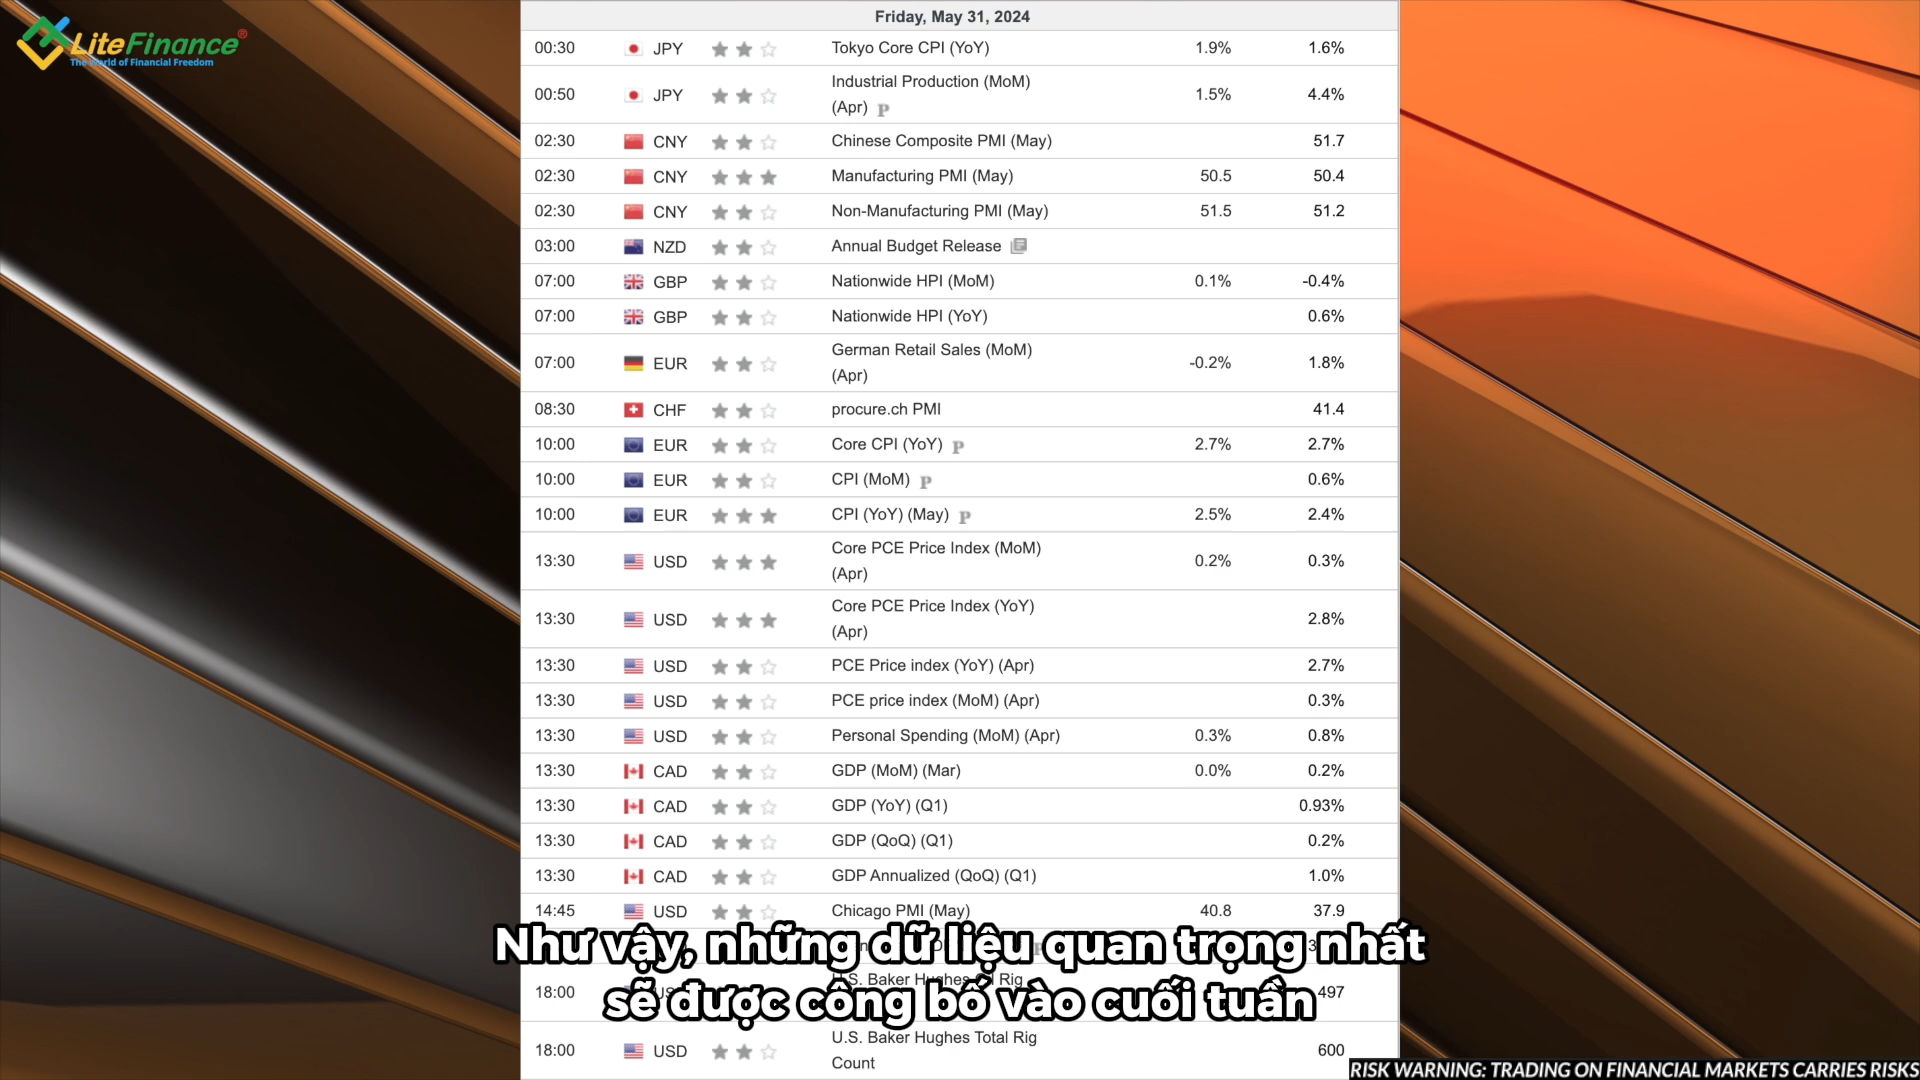 LiteFinance®
The World of Financial Freedom
Friday, May 31, 2024
00:30 JPY Tokyo Core CPI (YoY) 1.9% 1.6%
00:50 JPY Industrial Production (MoM) (Apr) P 1.5% 4.4%
02:30 CNY Chinese Composite PMI (May) 51.7
02:30 CNY Manufacturing PMI (May) 50.5 50.4
02:30 CNY Non-Manufacturing PMI (May) 51.5 51.2
03:00 NZD Annual Budget Release
07:00 GBP Nationwide HPI (MoM) 0.1% -0.4%
07:00 GBP Nationwide HPI (YoY) 0.6%
07:00 EUR German Retail Sales (MoM) (Apr) -0.2% 1.8%
08:30 CHF procure.ch PMI 41.4
10:00 EUR Core CPI (YoY) P 2.7% 2.7%
10:00 EUR CPI (MoM) P 0.6%
10:00 EUR CPI (YoY) (May) P 2.5% 2.4%
13:30 USD Core PCE Price Index (MoM) (Apr) 0.2% 0.3%
13:30 USD Core PCE Price Index (YoY) (Apr) 2.8%
13:30 USD PCE Price index (YoY) (Apr) 2.7%
13:30 USD PCE price index (MoM) (Apr) 0.3%
13:30 USD Personal Spending (MoM) (Apr) 0.3% 0.8%
13:30 CAD GDP (MoM) (Mar) 0.0% 0.2%
13:30 CAD GDP (YoY) (Q1) 0.93%
13:30 CAD GDP (QoQ) (Q1) 0.2%
13:30 CAD GDP Annualized (QoQ) (Q1) 1.0%
14:45 USD Chicago PMI (May) 40.8 37.9
Như vậy, những dữ liệu quan trọng nhất
18:00 U.S. Baker Hughes Oil Rig 497
sẽ được công bố vào cuối tuần
18:00 USD U.S. Baker Hughes Total Rig Count 600
RISK WARNING: TRADING ON FINANCIAL MARKETS CARRIES RISKS